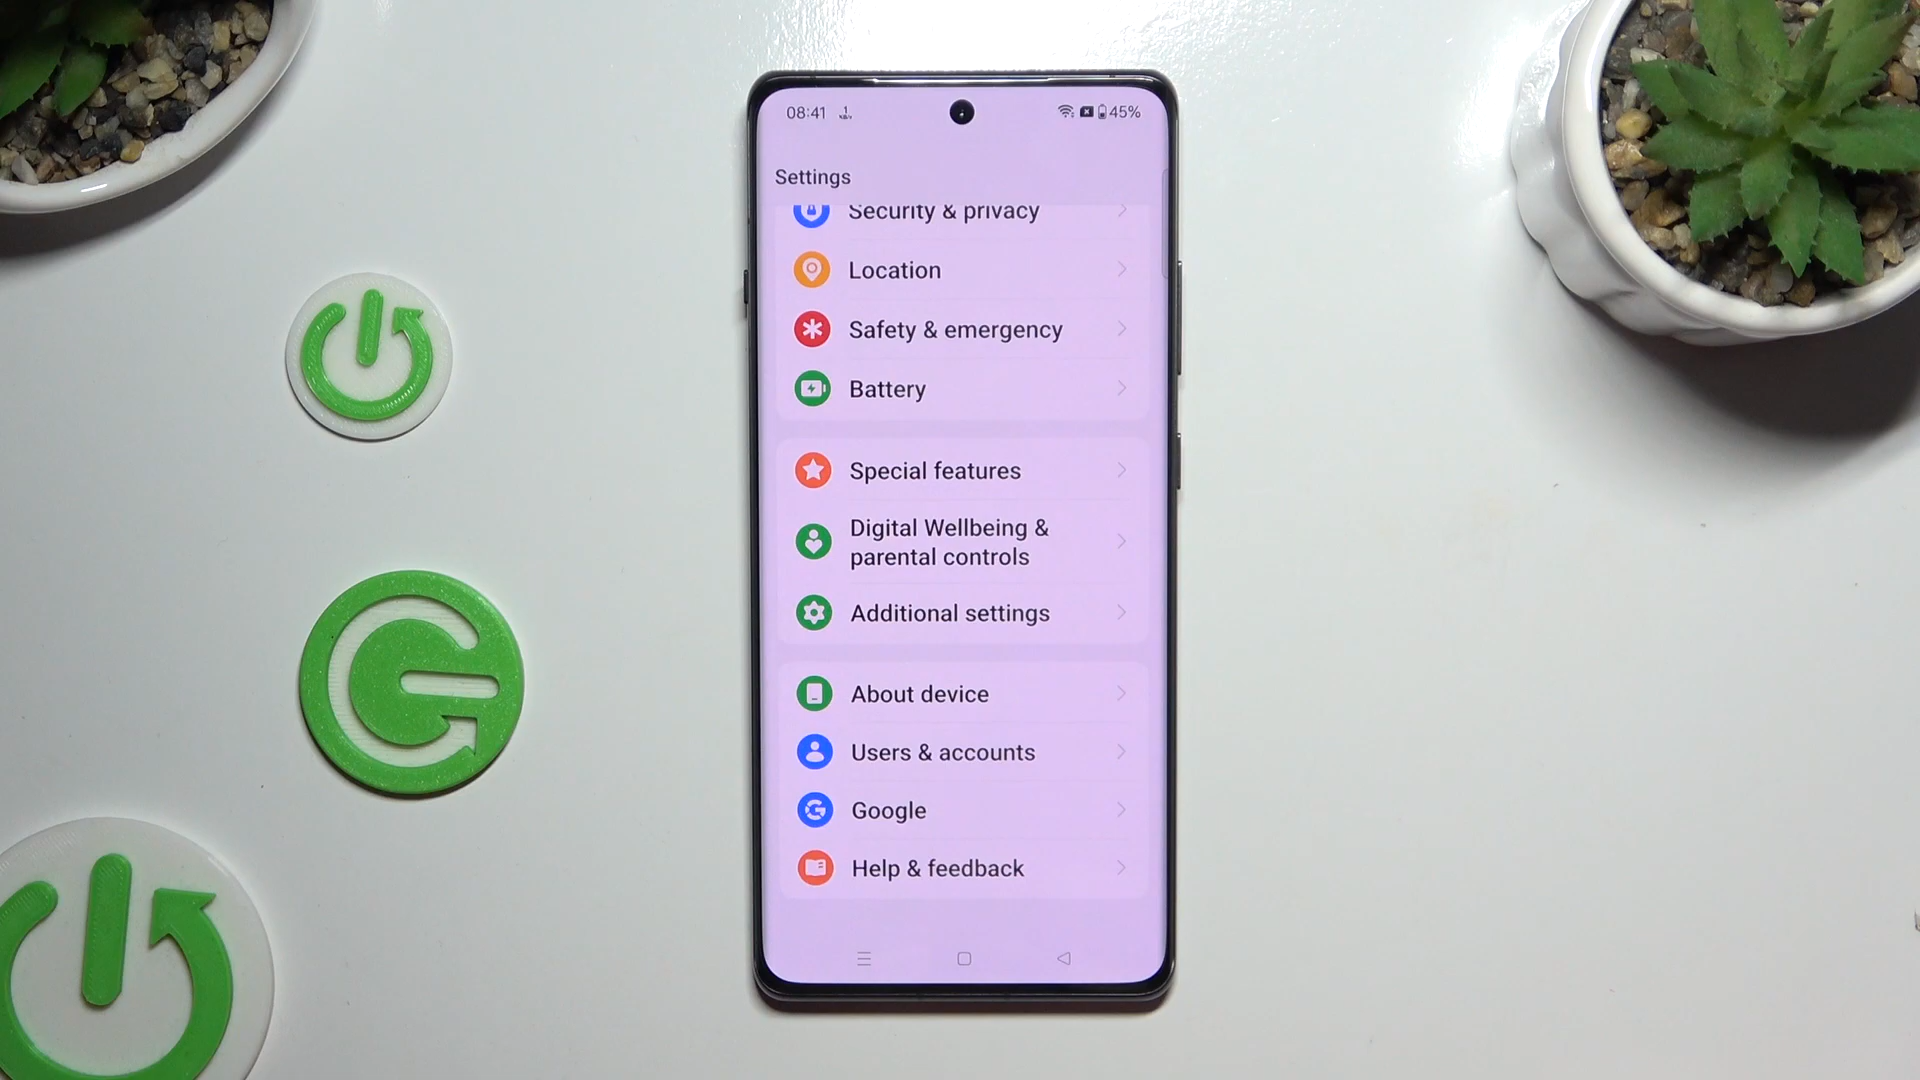 08:41
45%
Settings
Security & privacy
Location
Safety & emergency
Battery
Special features
Digital Wellbeing &
parental controls
Additional settings
About device
Users & accounts
Google
Help & feedback